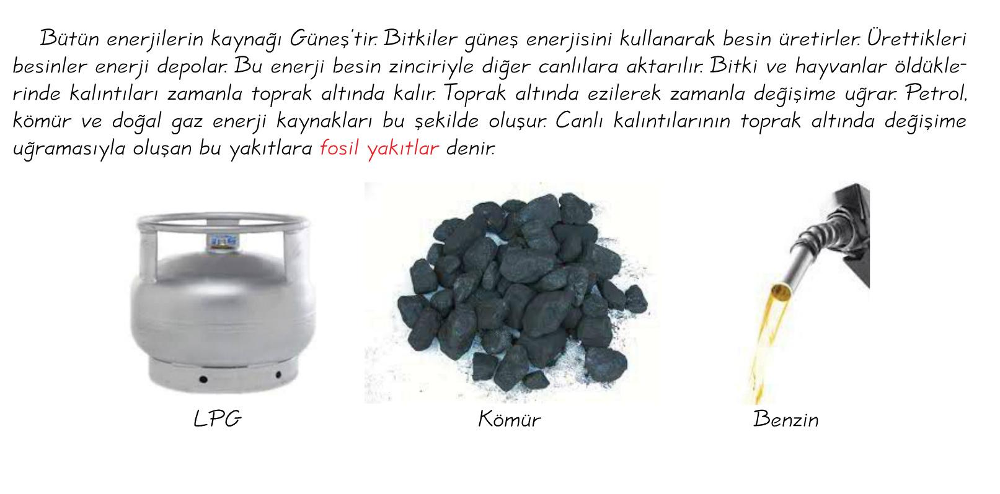 Bütün enerjilerin kaynağı Güneş'tir. Bitkiler güneş enerjisini kullanarak besin üretirler. Ürettikleri
besinler enerji depolar. Bu enerji besin zinciriyle diğer canlılara aktarılır. Bitki ve hayvanlar öldükle-
rinde kalıntıları zamanla toprak altında kalır. Toprak altında ezilerek zamanla değişime uğrar. Petrol,
kömür ve doğal gaz enerji kaynakları bu şekilde oluşur. Canlı kalıntılarının toprak altında değişime
uğramasıyla oluşan bu yakıtlara fosil yakıtlar denir.
LPG
Kömür
Benzin